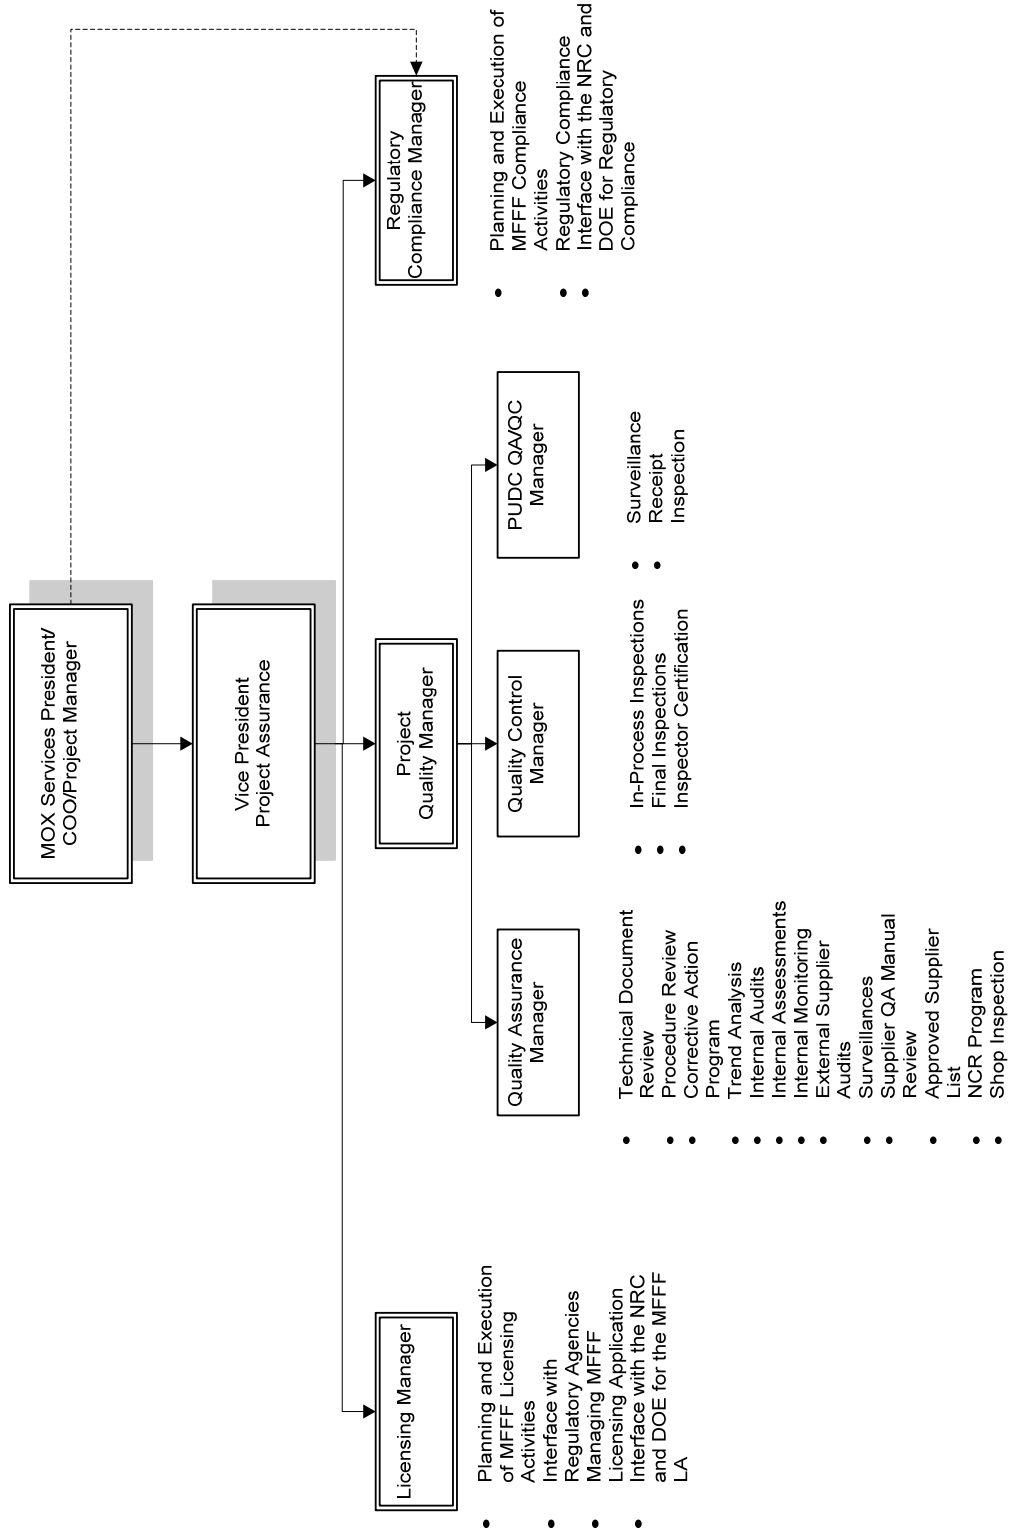 MOX Services President/
COO/Project Manager
Vice President
Project Assurance
Licensing Manager
• Planning and Execution
of MFFF Licensing
Activities
• Interface with
Regulatory Agencies
• Managing MFFF
Licensing Application
• Interface with the NRC
and DOE for the MFFF
LA
Project
Quality Manager
Quality Assurance
Manager
• Technical Document
Review
• Procedure Review
• Corrective Action
Program
• Trend Analysis
• Internal Audits
• Internal Assessments
• Internal Monitoring
• External Supplier
Audits
• Surveillances
• Supplier QA Manual
Review
• Approved Supplier
List
• NCR Program
• Shop Inspection
Quality Control
Manager
• In-Process Inspections
• Final Inspections
• Inspector Certification
PUDC QA/QC
Manager
• Surveillance
• Receipt
Inspection
Regulatory
Compliance Manager
• Planning and Execution of
MFFF Compliance
Activities
• Regulatory Compliance
• Interface with the NRC and
DOE for Regulatory
Compliance